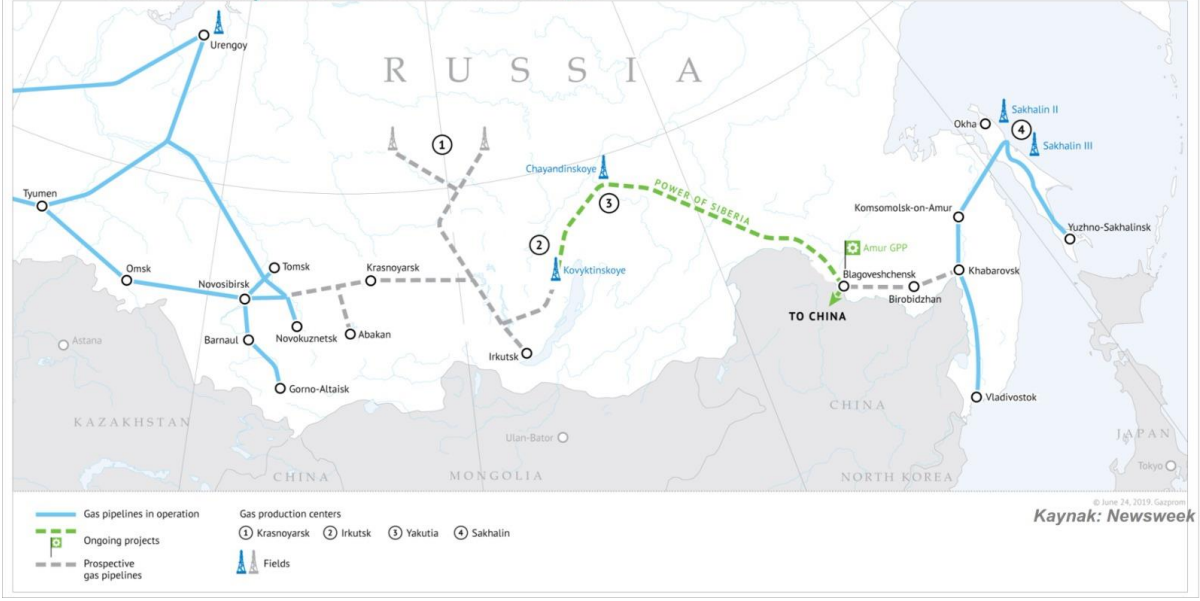 Urengoy
RUSSIA
1
Okha
Sakhalin II
4
Sakhalin III
Chayandinskoye
POWER OF SIBERIA
Tyumen
3
Komsomolsk-on-Amur
Yuzhno-Sakhalinsk
2
Amur GPP
Omsk
Tomsk
Krasnoyarsk
Kovyktinskoye
Blagoveshchensk
Khabarovsk
Novosibirsk
Birobidzhan
TO CHINA
Astana
Barnaul
Novokuznetsk
Abakan
Irkutsk
Gorno-Altaisk
Vladivostok
CHINA
KAZAKHSTAN
Ulan-Bator
JAPAN
Tokyo
CHINA
MONGOLIA
NORTH KOREA
© June 24, 2019. Gazprom
Kaynak: Newsweek
Gas pipelines in operation
Ongoing projects
Prospective
gas pipelines
Gas production centers
1 Krasnoyarsk 2 Irkutsk 3 Yakutia 4 Sakhalin
Fields